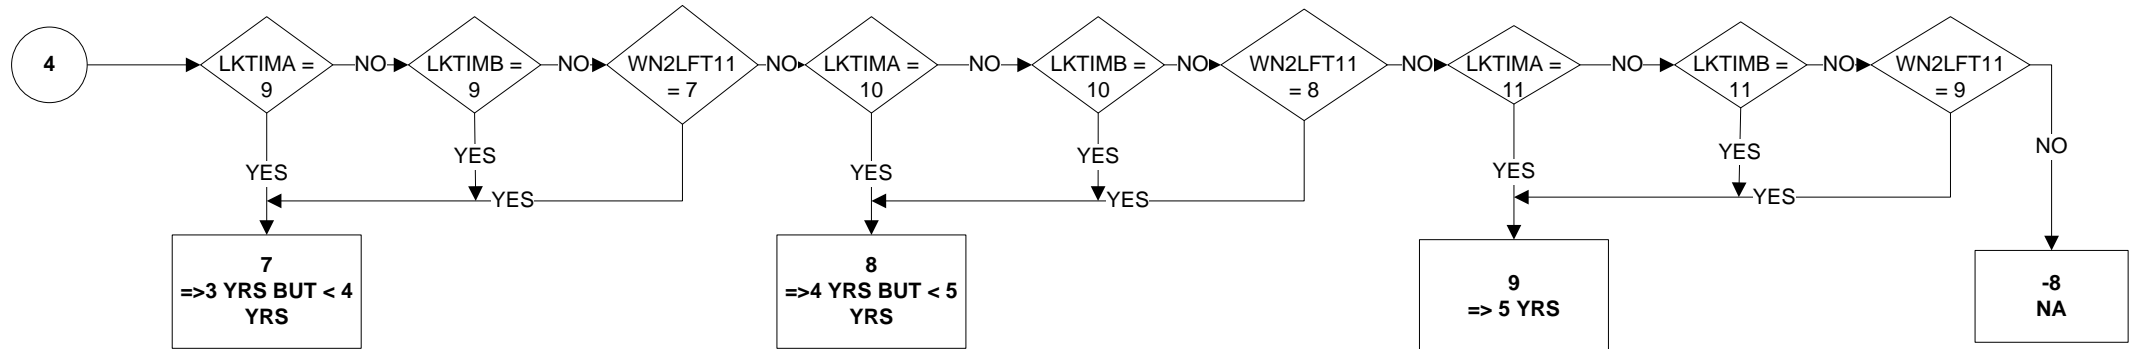 4
LKTIMA =
9
NO
LKTIMB =
9
NO
WN2LFT11
= 7
NO
LKTIMA =
10
NO
LKTIMB =
10
NO
WN2LFT11
= 8
NO
LKTIMA =
11
NO
LKTIMB =
11
NO
WN2LFT11
= 9
NO
YES
YES
YES
YES
YES
YES
YES
YES
YES
7
=>3 YRS BUT < 4
YRS
8
=>4 YRS BUT < 5
YRS
9
=> 5 YRS
-8
NA